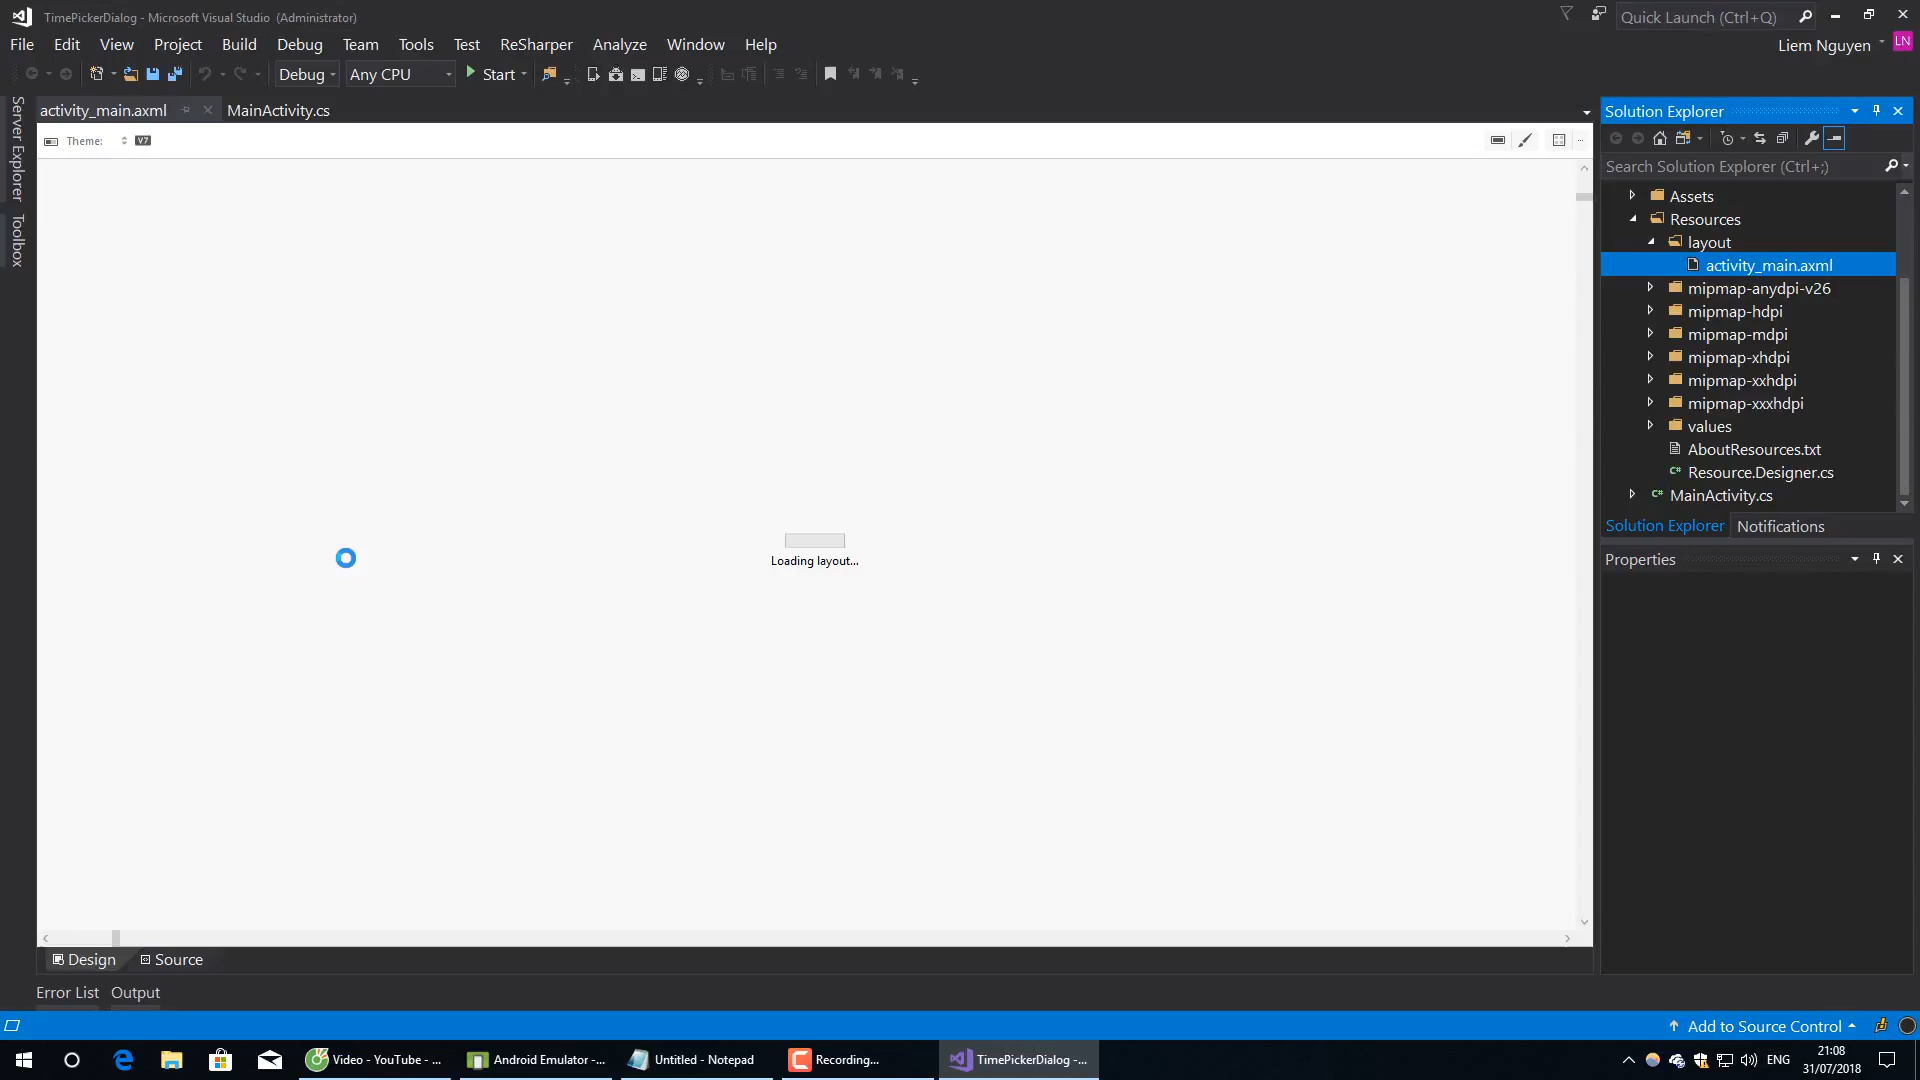 TimePickerDialog - Microsoft Visual Studio (Administrator)
Quick Launch (Ctrl+Q)
File Edit View Project Build Debug Team Tools Test ReSharper Analyze Window Help
Liem Nguyen
LN
Debug Any CPU Start
Server Explorer
Toolbox
activity_main.axml MainActivity.cs
Theme: V7
Loading layout...
Design Source
Error List Output
Solution Explorer
Search Solution Explorer (Ctrl+;)
Assets
Resources
layout
activity_main.axml
mipmap-anydpi-v26
mipmap-hdpi
mipmap-mdpi
mipmap-xhdpi
mipmap-xxhdpi
mipmap-xxxhdpi
values
AboutResources.txt
Resource.Designer.cs
MainActivity.cs
Solution Explorer Notifications
Properties
Add to Source Control
Video - YouTube - ...
Android Emulator -...
Untitled - Notepad
Recording...
TimePickerDialog -...
ENG
21:08
31/07/2018